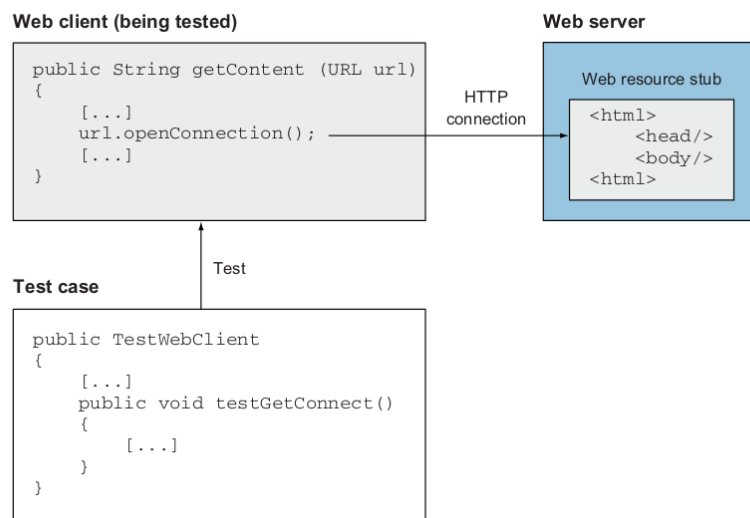 Web client (being tested)
public String getContent (URL url)
{
[...]
url.openConnection();
[...]
}
HTTP
connection
Web server
Web resource stub
<html>
<head/>
<body/>
<html>
Test
Test case
public TestWebClient
{
[...]
public void testGetConnect()
{
[...]
}
}